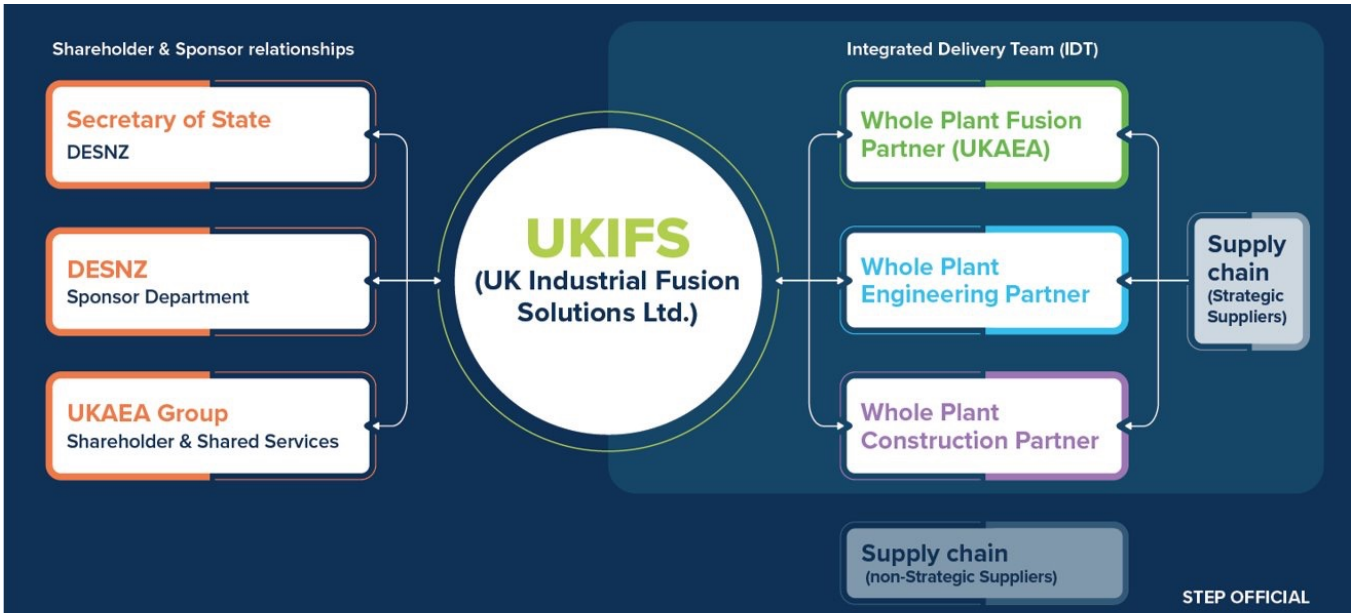 Shareholder & Sponsor relationships
Secretary of State
DESNZ
DESNZ
Sponsor Department
UKAEA Group
Shareholder & Shared Services
UKIFS
(UK Industrial Fusion
Solutions Ltd.)
Integrated Delivery Team (IDT)
Whole Plant Fusion
Partner (UKAEA)
Whole Plant
Engineering Partner
Whole Plant
Construction Partner
Supply
chain
(Strategic
Suppliers)
Supply chain
(non-Strategic Suppliers)
STEP OFFICIAL